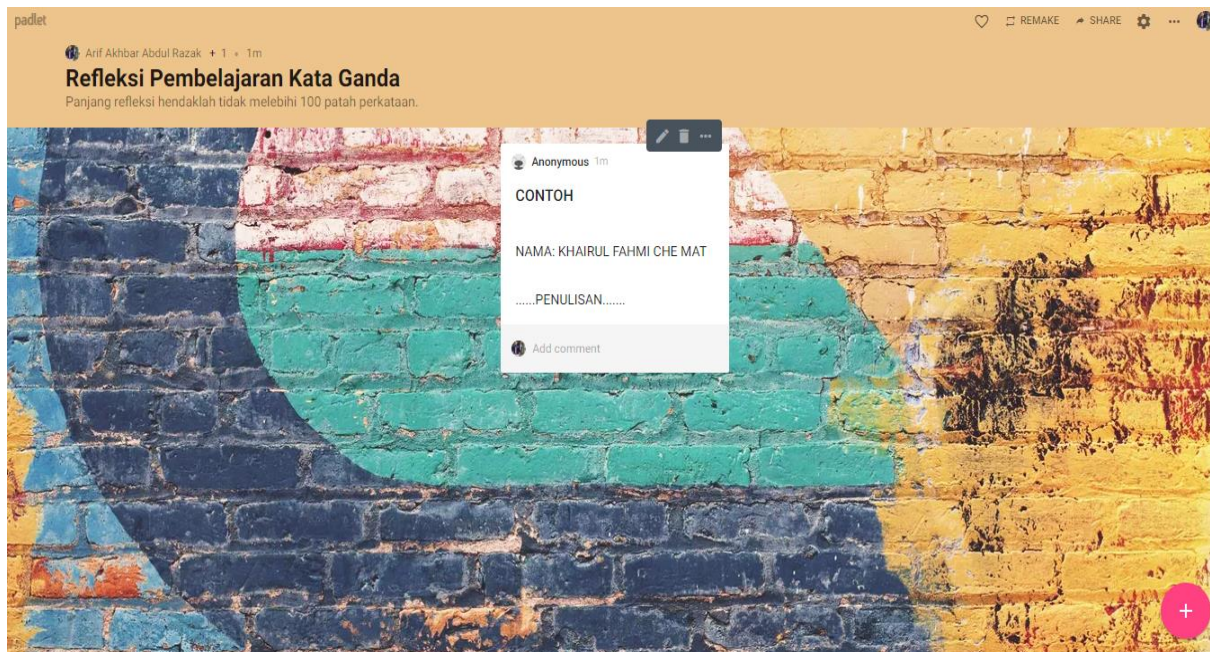 padlet
REMAKE
SHARE
Arif Akhbar Abdul Razak + 1 • 1m
Refleksi Pembelajaran Kata Ganda
Panjang refleksi hendaklah tidak melebihi 100 patah perkataan.
Anonymous 1m
CONTOH
NAMA: KHAIRUL FAHMI CHE MAT
......PENULISAN.......
Add comment